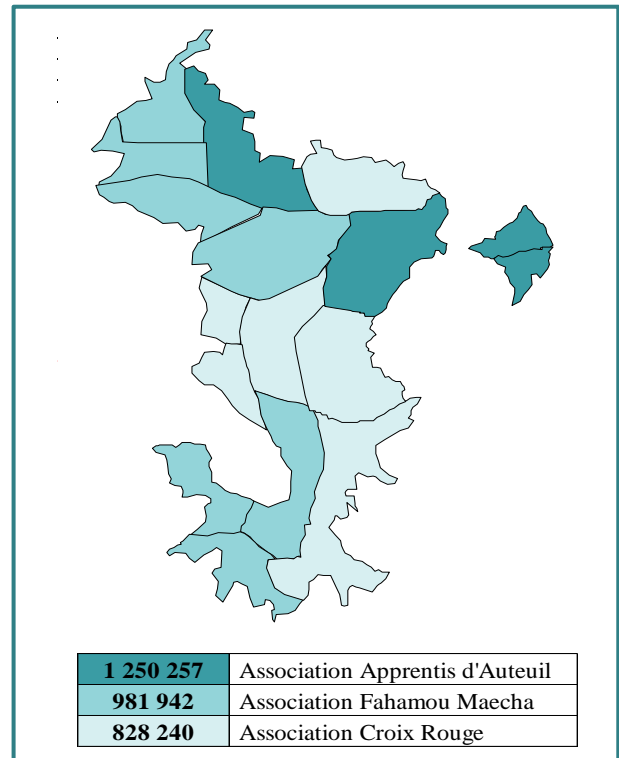 1 250 257 Association Apprentis d'Auteuil
981 942 Association Fahamou Maecha
828 240 Association Croix Rouge